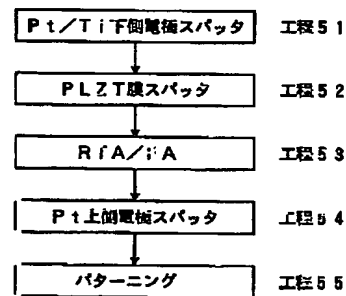 Pt/Ti下側電極スパッタ 工程51
PLZT膜スパッタ 工程52
RTA/FA 工程53
Pt上側電極スパッタ 工程54
パターニング 工程55